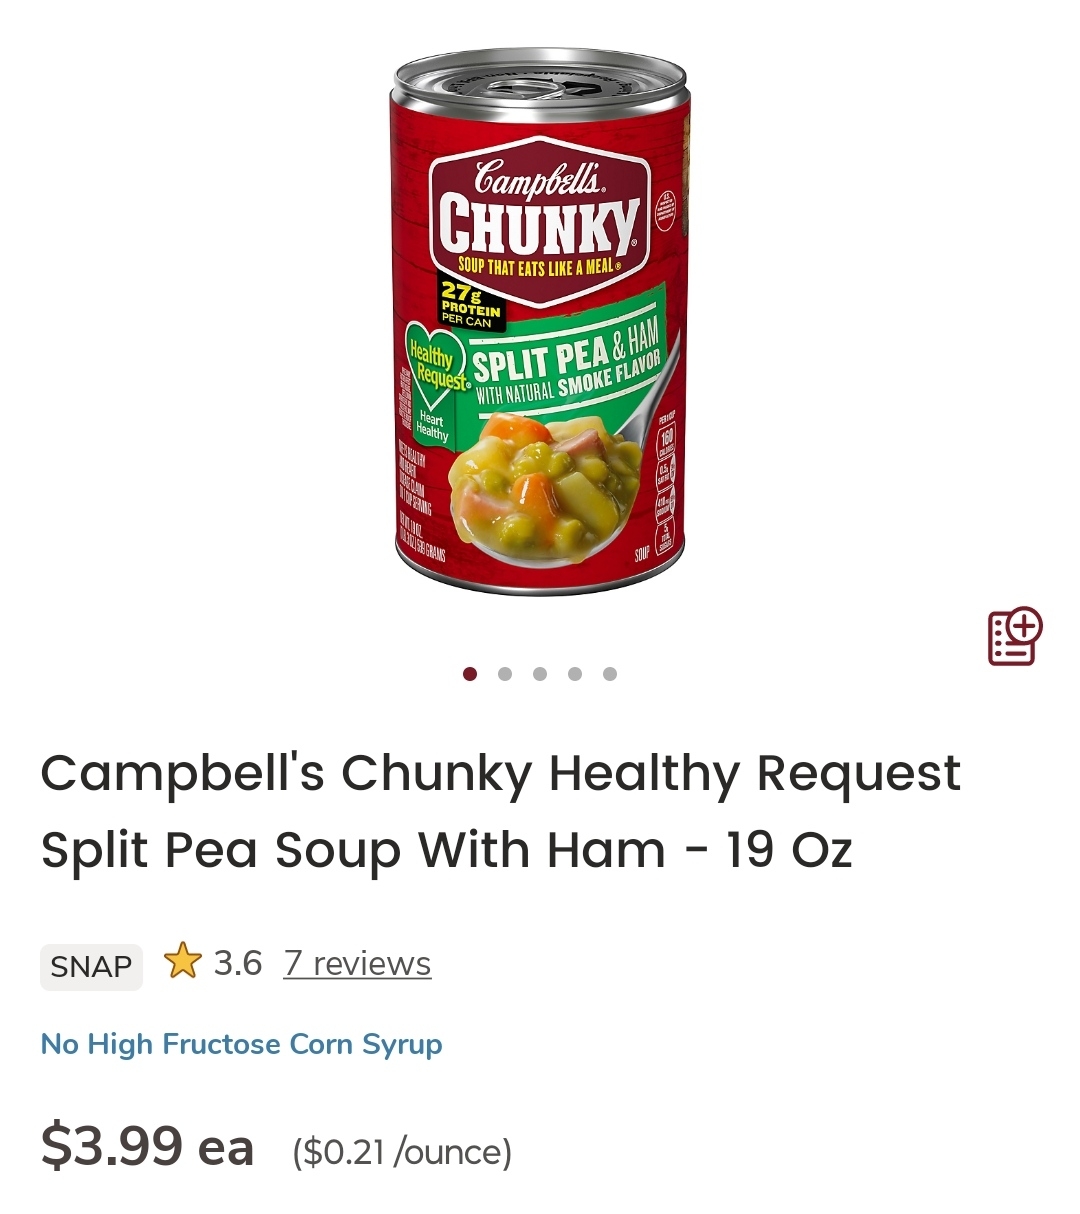 Campbell's®
CHUNKY®
SOUP THAT EATS LIKE A MEAL®
27g
PROTEIN
PER CAN
Healthy
Request®
Heart
Healthy
SPLIT PEA & HAM
WITH NATURAL SMOKE FLAVOR
160
CALORIES
SOUP
Campbell's Chunky Healthy Request
Split Pea Soup With Ham - 19 Oz
SNAP 3.6 7 reviews
No High Fructose Corn Syrup
$3.99 ea ($0.21 /ounce)